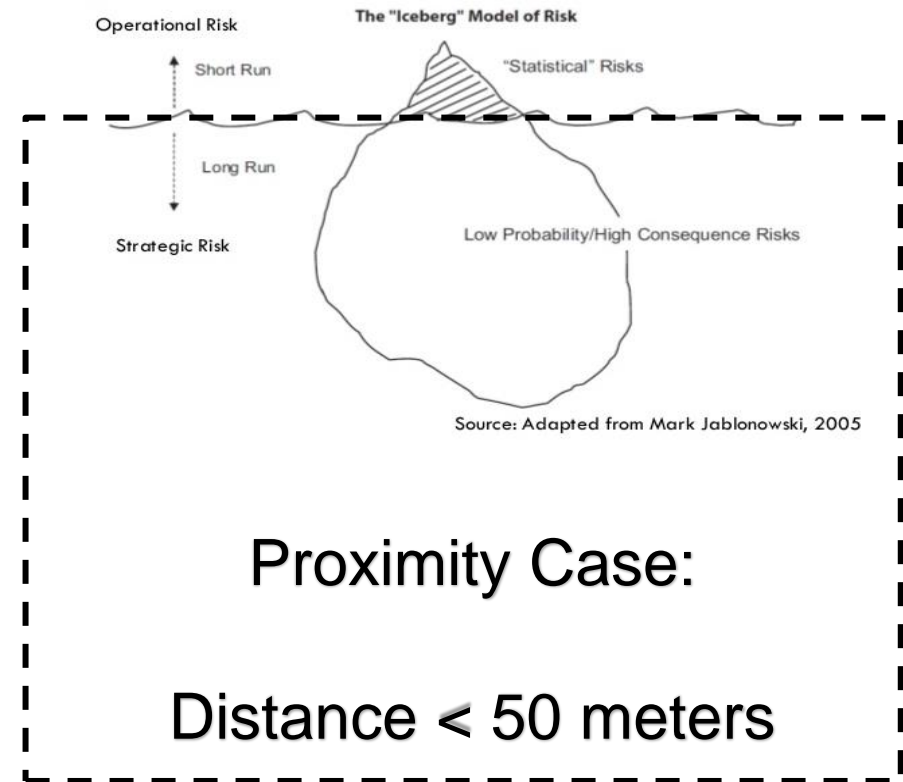 The "Iceberg" Model of Risk
Operational Risk
Short Run
"Statistical" Risks
Long Run
Low Probability/High Consequence Risks
Strategic Risk
Source: Adapted from Mark Jablonowski, 2005
Proximity Case:
Distance < 50 meters